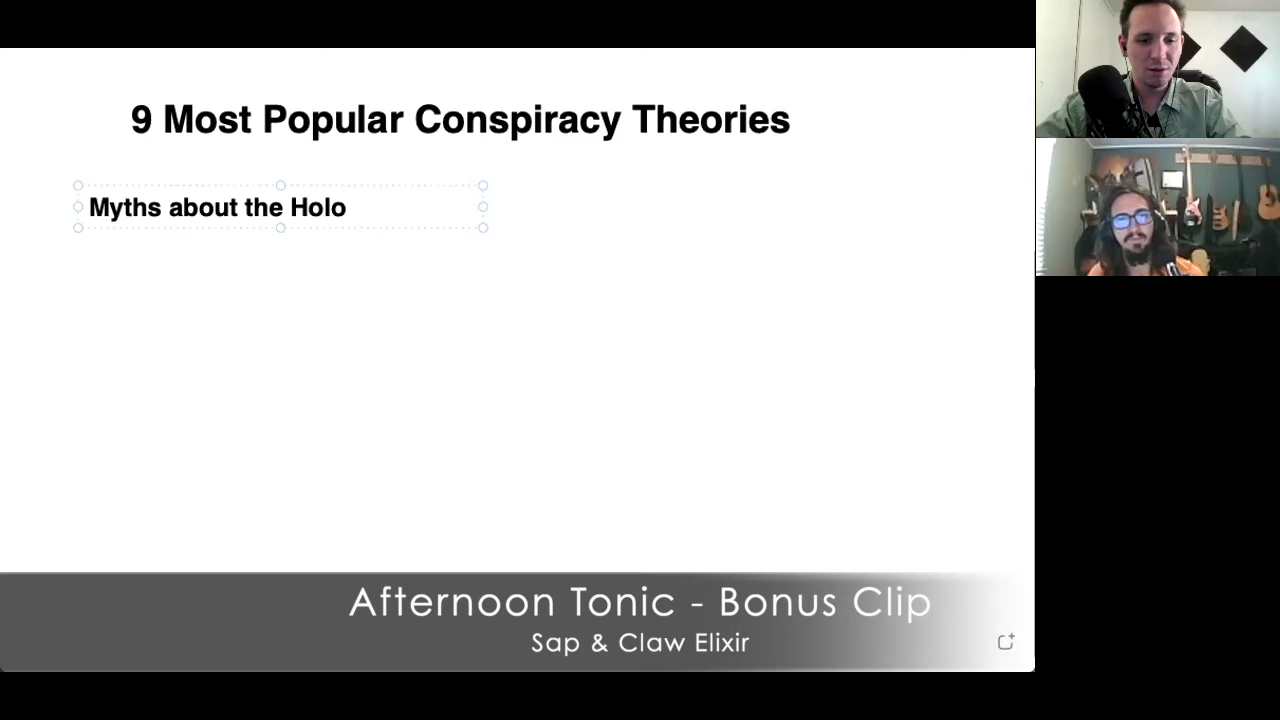 9 Most Popular Conspiracy Theories
Myths about the Holo
Afternoon Tonic - Bonus Clip
Sap & Claw Elixir